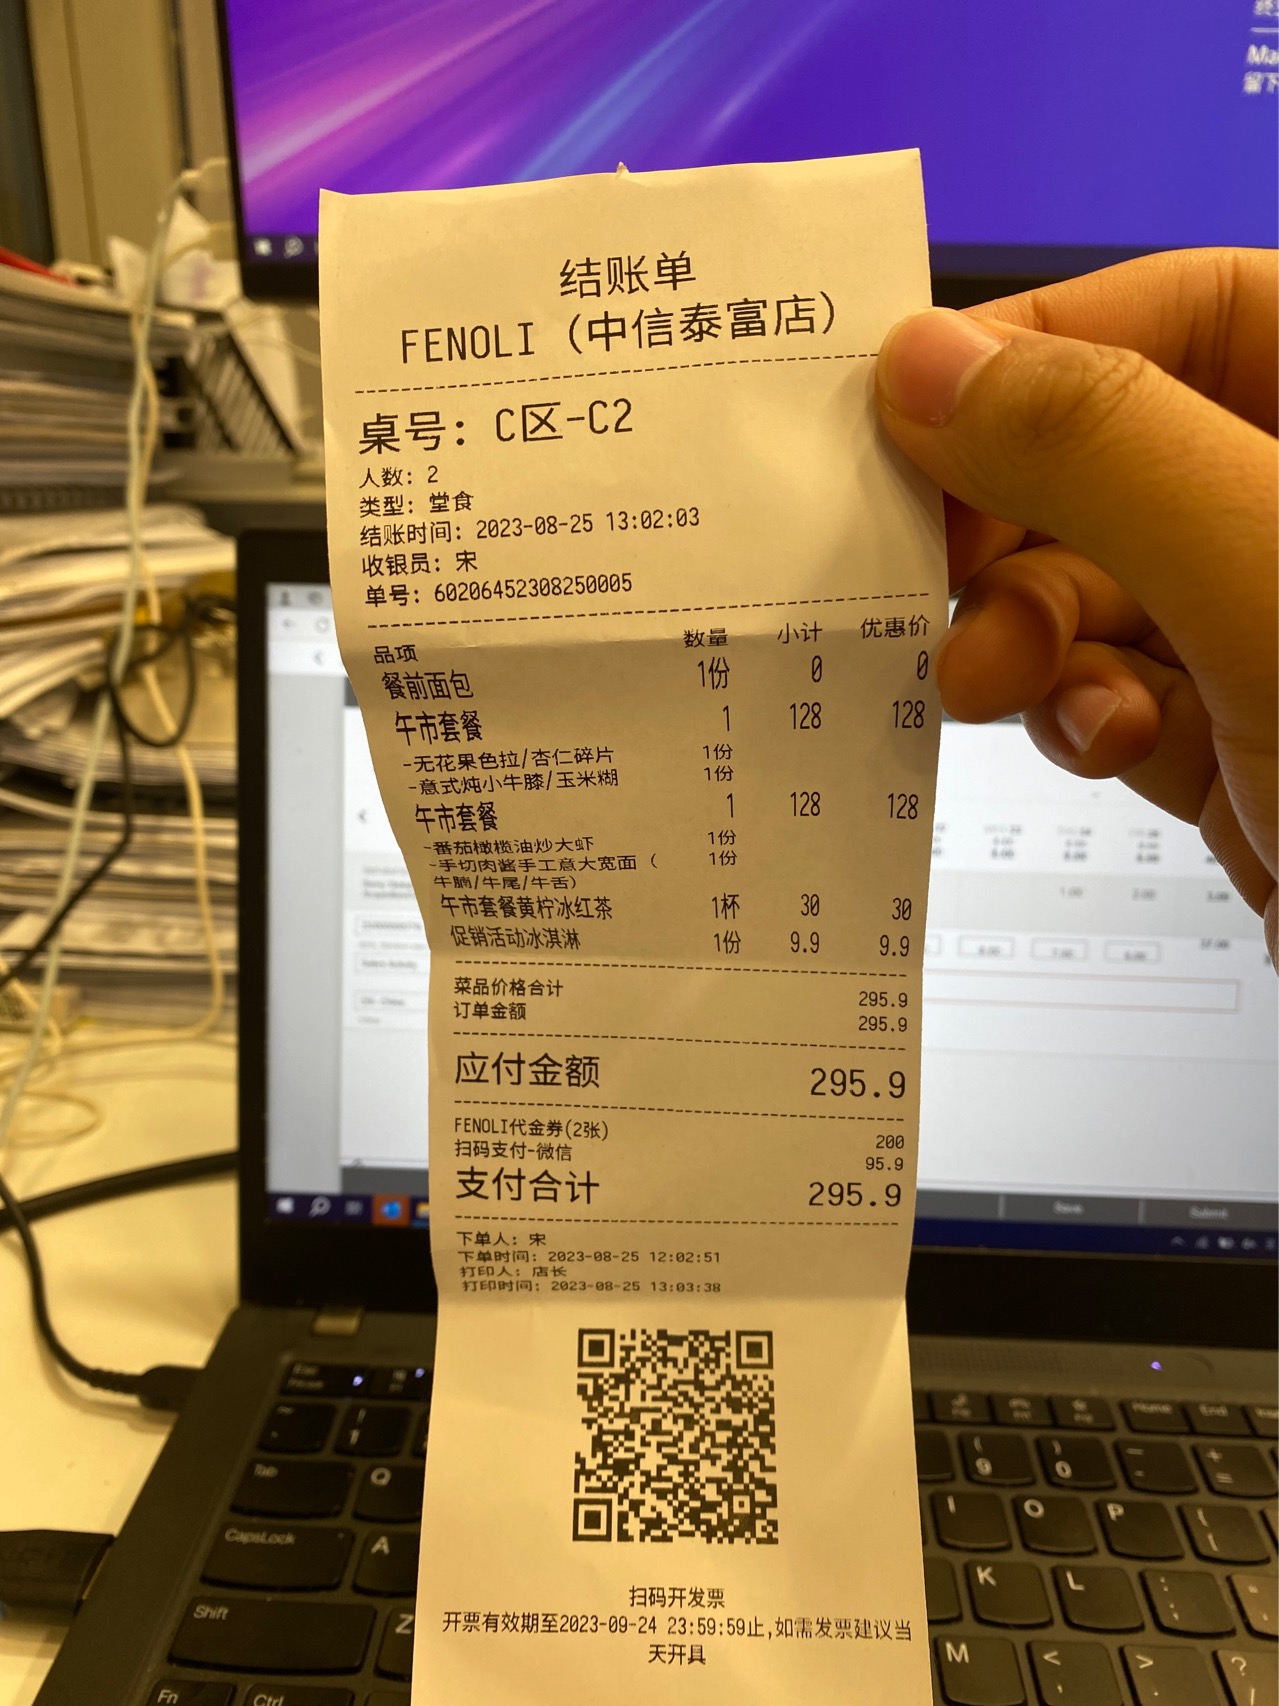 结账单
FENOLI（中信泰富店）
桌号: C区-C2
人数: 2
类型: 堂食
结账时间: 2023-08-25 13:02:03
收银员: 宋
单号: 60206452308250005
品项 数量 小计 优惠价
餐前面包 1份 0 0
午市套餐 1 128 128
-无花果色拉/杏仁碎片 1份
-意式炖小牛膝/玉米糊 1份
午市套餐 1 128 128
-番茄橄榄油炒大虾 1份
-手切肉酱手工意大宽面（ 1份
牛腩/牛尾/牛舌）
午市套餐黄柠冰红茶 1杯 30 30
促销活动冰淇淋 1份 9.9 9.9
菜品价格合计 295.9
订单金额 295.9
应付金额 295.9
FENOLI代金券(2张) 200
扫码支付-微信 95.9
支付合计 295.9
下单人: 宋
下单时间: 2023-08-25 12:02:51
打印人: 店长
打印时间: 2023-08-25 13:03:38
扫码开发票
开票有效期至2023-09-24 23:59:59止,如需发票建议当
天开具
Save Submit
Esc
Home End
Tab Q I O P
CapsLock A K L
Shift Z M
Fn Ctrl